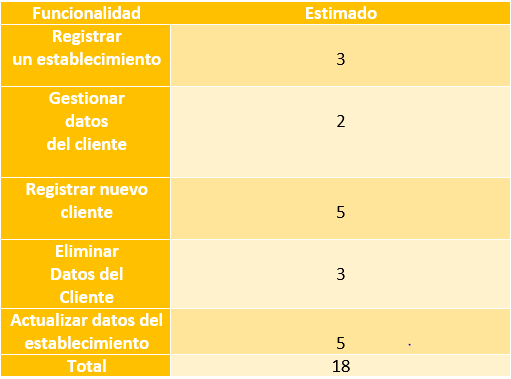 Funcionalidad Estimado
Registrar
un establecimiento 3
Gestionar
datos 2
del cliente
Registrar nuevo
cliente 5
Eliminar
Datos del 3
Cliente
Actualizar datos del
establecimiento 5
Total 18